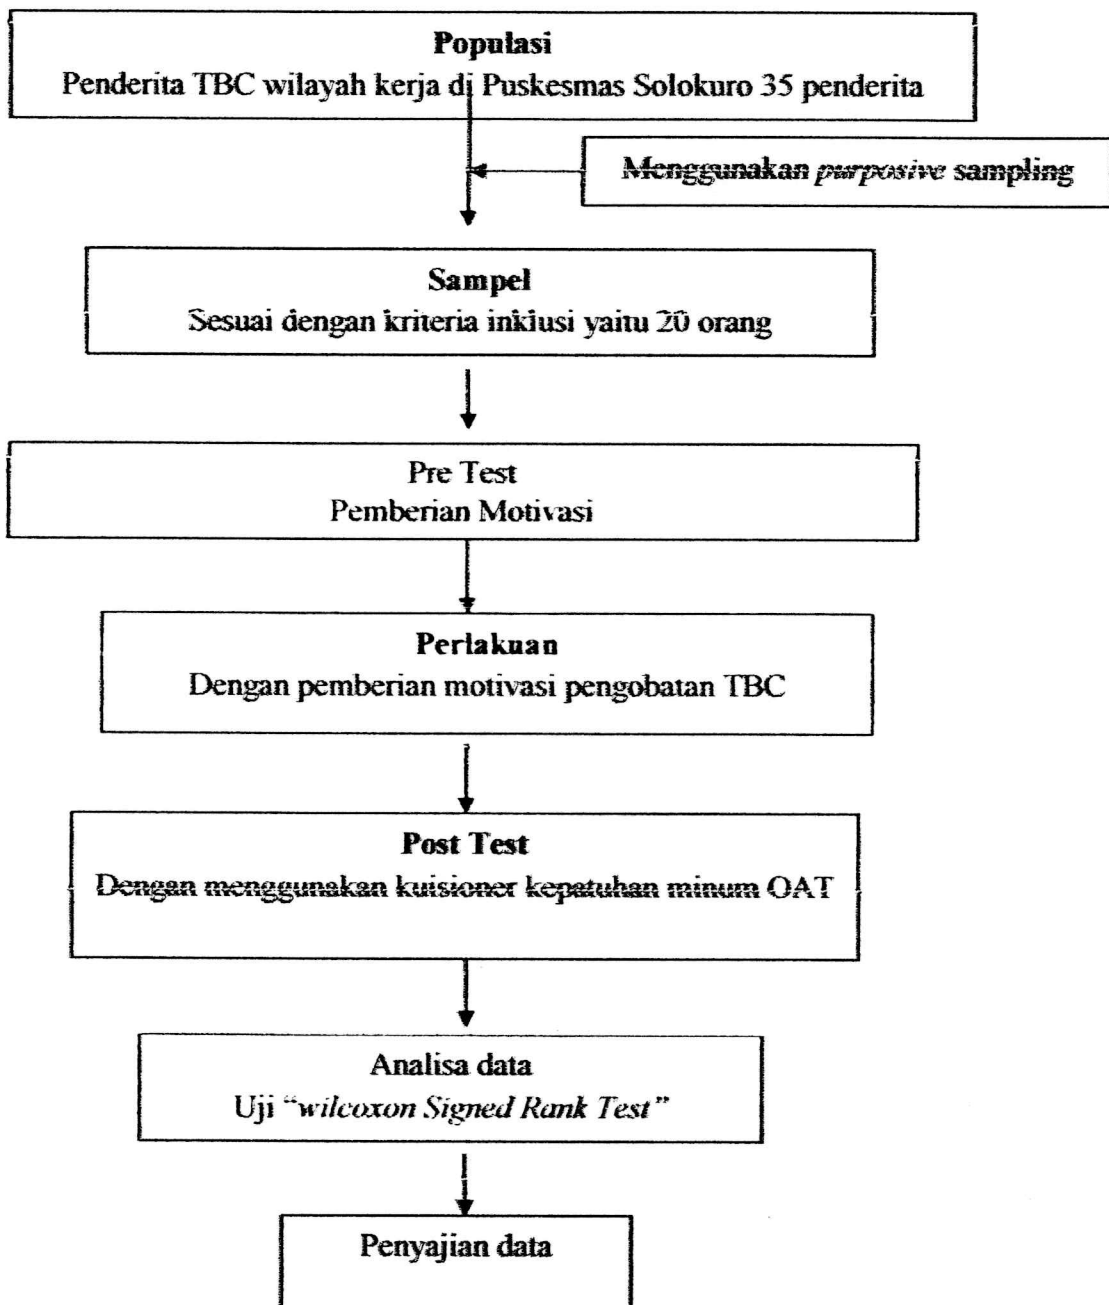 Populasi
Penderita TBC wilayah kerja di Puskesmas Solokuro 35 penderita
Menggunakan purposive sampling
Sampel
Sesuai dengan kriteria inklusi yaitu 20 orang
Pre Test
Pemberian Motivasi
Perlakuan
Dengan pemberian motivasi pengobatan TBC
Post Test
Dengan menggunakan kuisioner kepatuhan minum OAT
Analisa data
Uji “wilcoxon Signed Rank Test”
Penyajian data